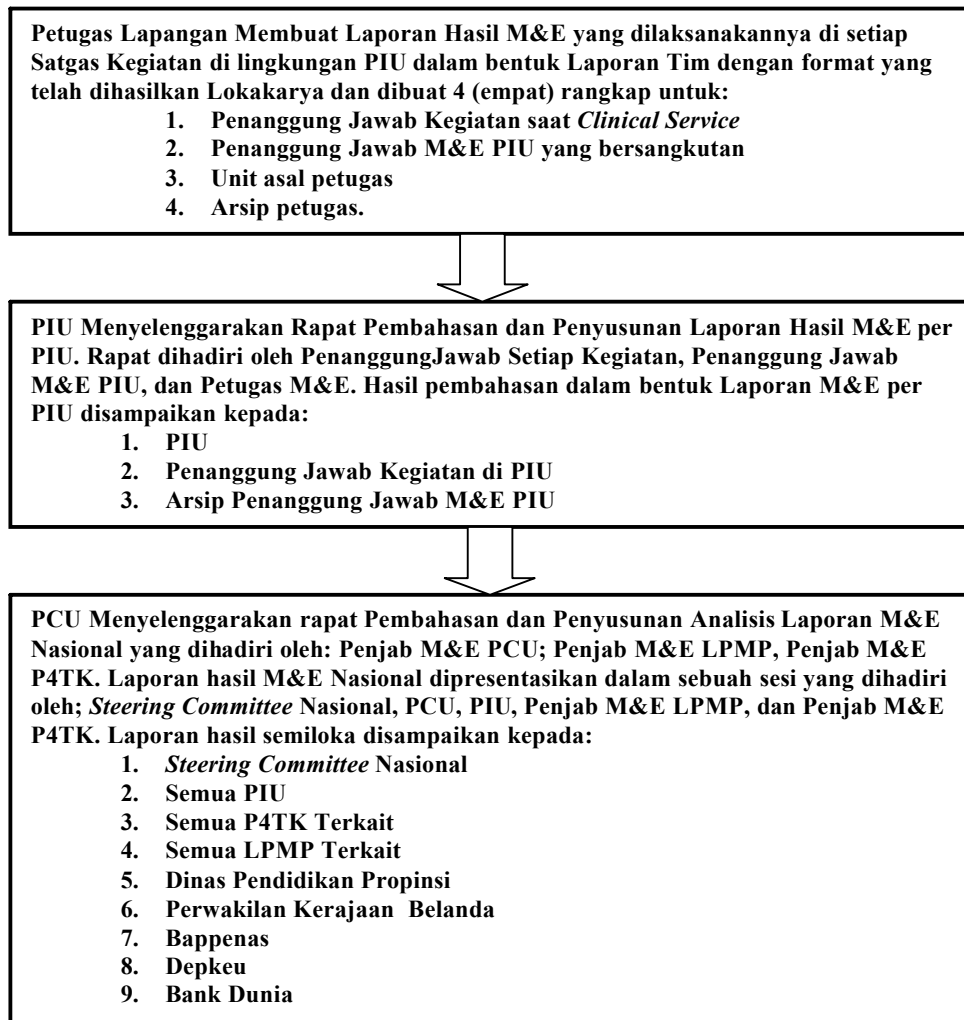 Petugas Lapangan Membuat Laporan Hasil M&E yang dilaksanakannya di setiap
Satgas Kegiatan di lingkungan PIU dalam bentuk Laporan Tim dengan format yang
telah dihasilkan Lokakarya dan dibuat 4 (empat) rangkap untuk:
1. Penanggung Jawab Kegiatan saat Clinical Service
2. Penanggung Jawab M&E PIU yang bersangkutan
3. Unit asal petugas
4. Arsip petugas.
PIU Menyelenggarakan Rapat Pembahasan dan Penyusunan Laporan Hasil M&E per
PIU. Rapat dihadiri oleh PenanggungJawab Setiap Kegiatan, Penanggung Jawab
M&E PIU, dan Petugas M&E. Hasil pembahasan dalam bentuk Laporan M&E per
PIU disampaikan kepada:
1. PIU
2. Penanggung Jawab Kegiatan di PIU
3. Arsip Penanggung Jawab M&E PIU
PCU Menyelenggarakan rapat Pembahasan dan Penyusunan Analisis Laporan M&E
Nasional yang dihadiri oleh: Penjab M&E PCU; Penjab M&E LPMP, Penjab M&E
P4TK. Laporan hasil M&E Nasional dipresentasikan dalam sebuah sesi yang dihadiri
oleh; Steering Committee Nasional, PCU, PIU, Penjab M&E LPMP, dan Penjab M&E
P4TK. Laporan hasil semiloka disampaikan kepada:
1. Steering Committee Nasional
2. Semua PIU
3. Semua P4TK Terkait
4. Semua LPMP Terkait
5. Dinas Pendidikan Propinsi
6. Perwakilan Kerajaan Belanda
7. Bappenas
8. Depkeu
9. Bank Dunia